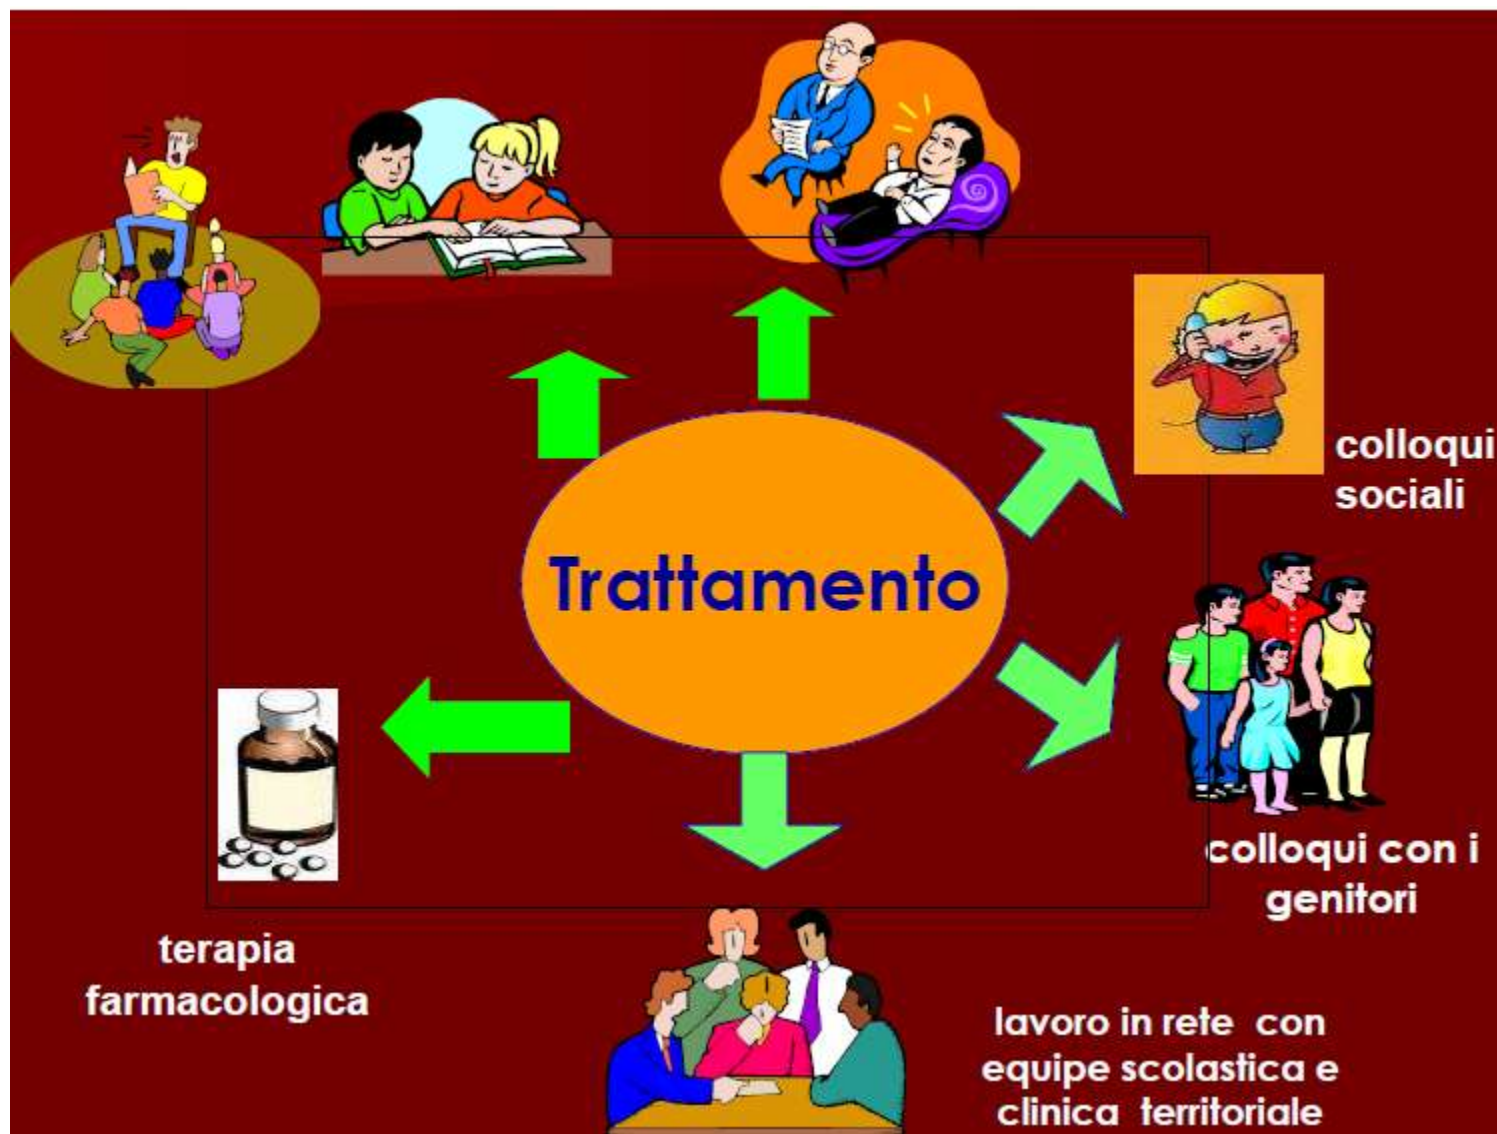 colloqui
sociali
Trattamento
colloqui con i
genitori
terapia
farmacologica
lavoro in rete con
equipe scolastica e
clinica territoriale